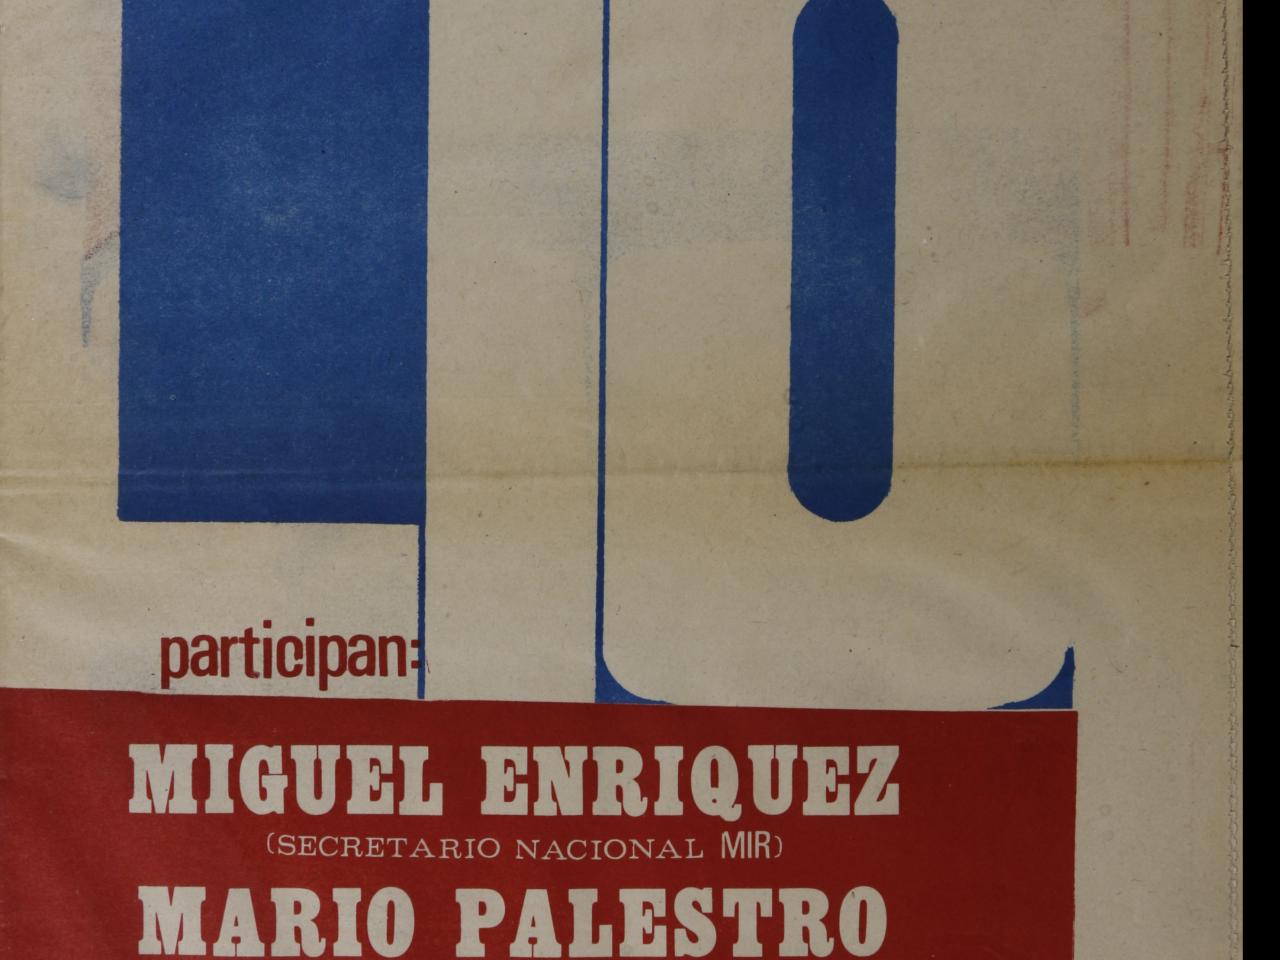 participan:
MIGUEL ENRIQUEZ
(SECRETARIO NACIONAL MIR)
MARIO PALESTRO